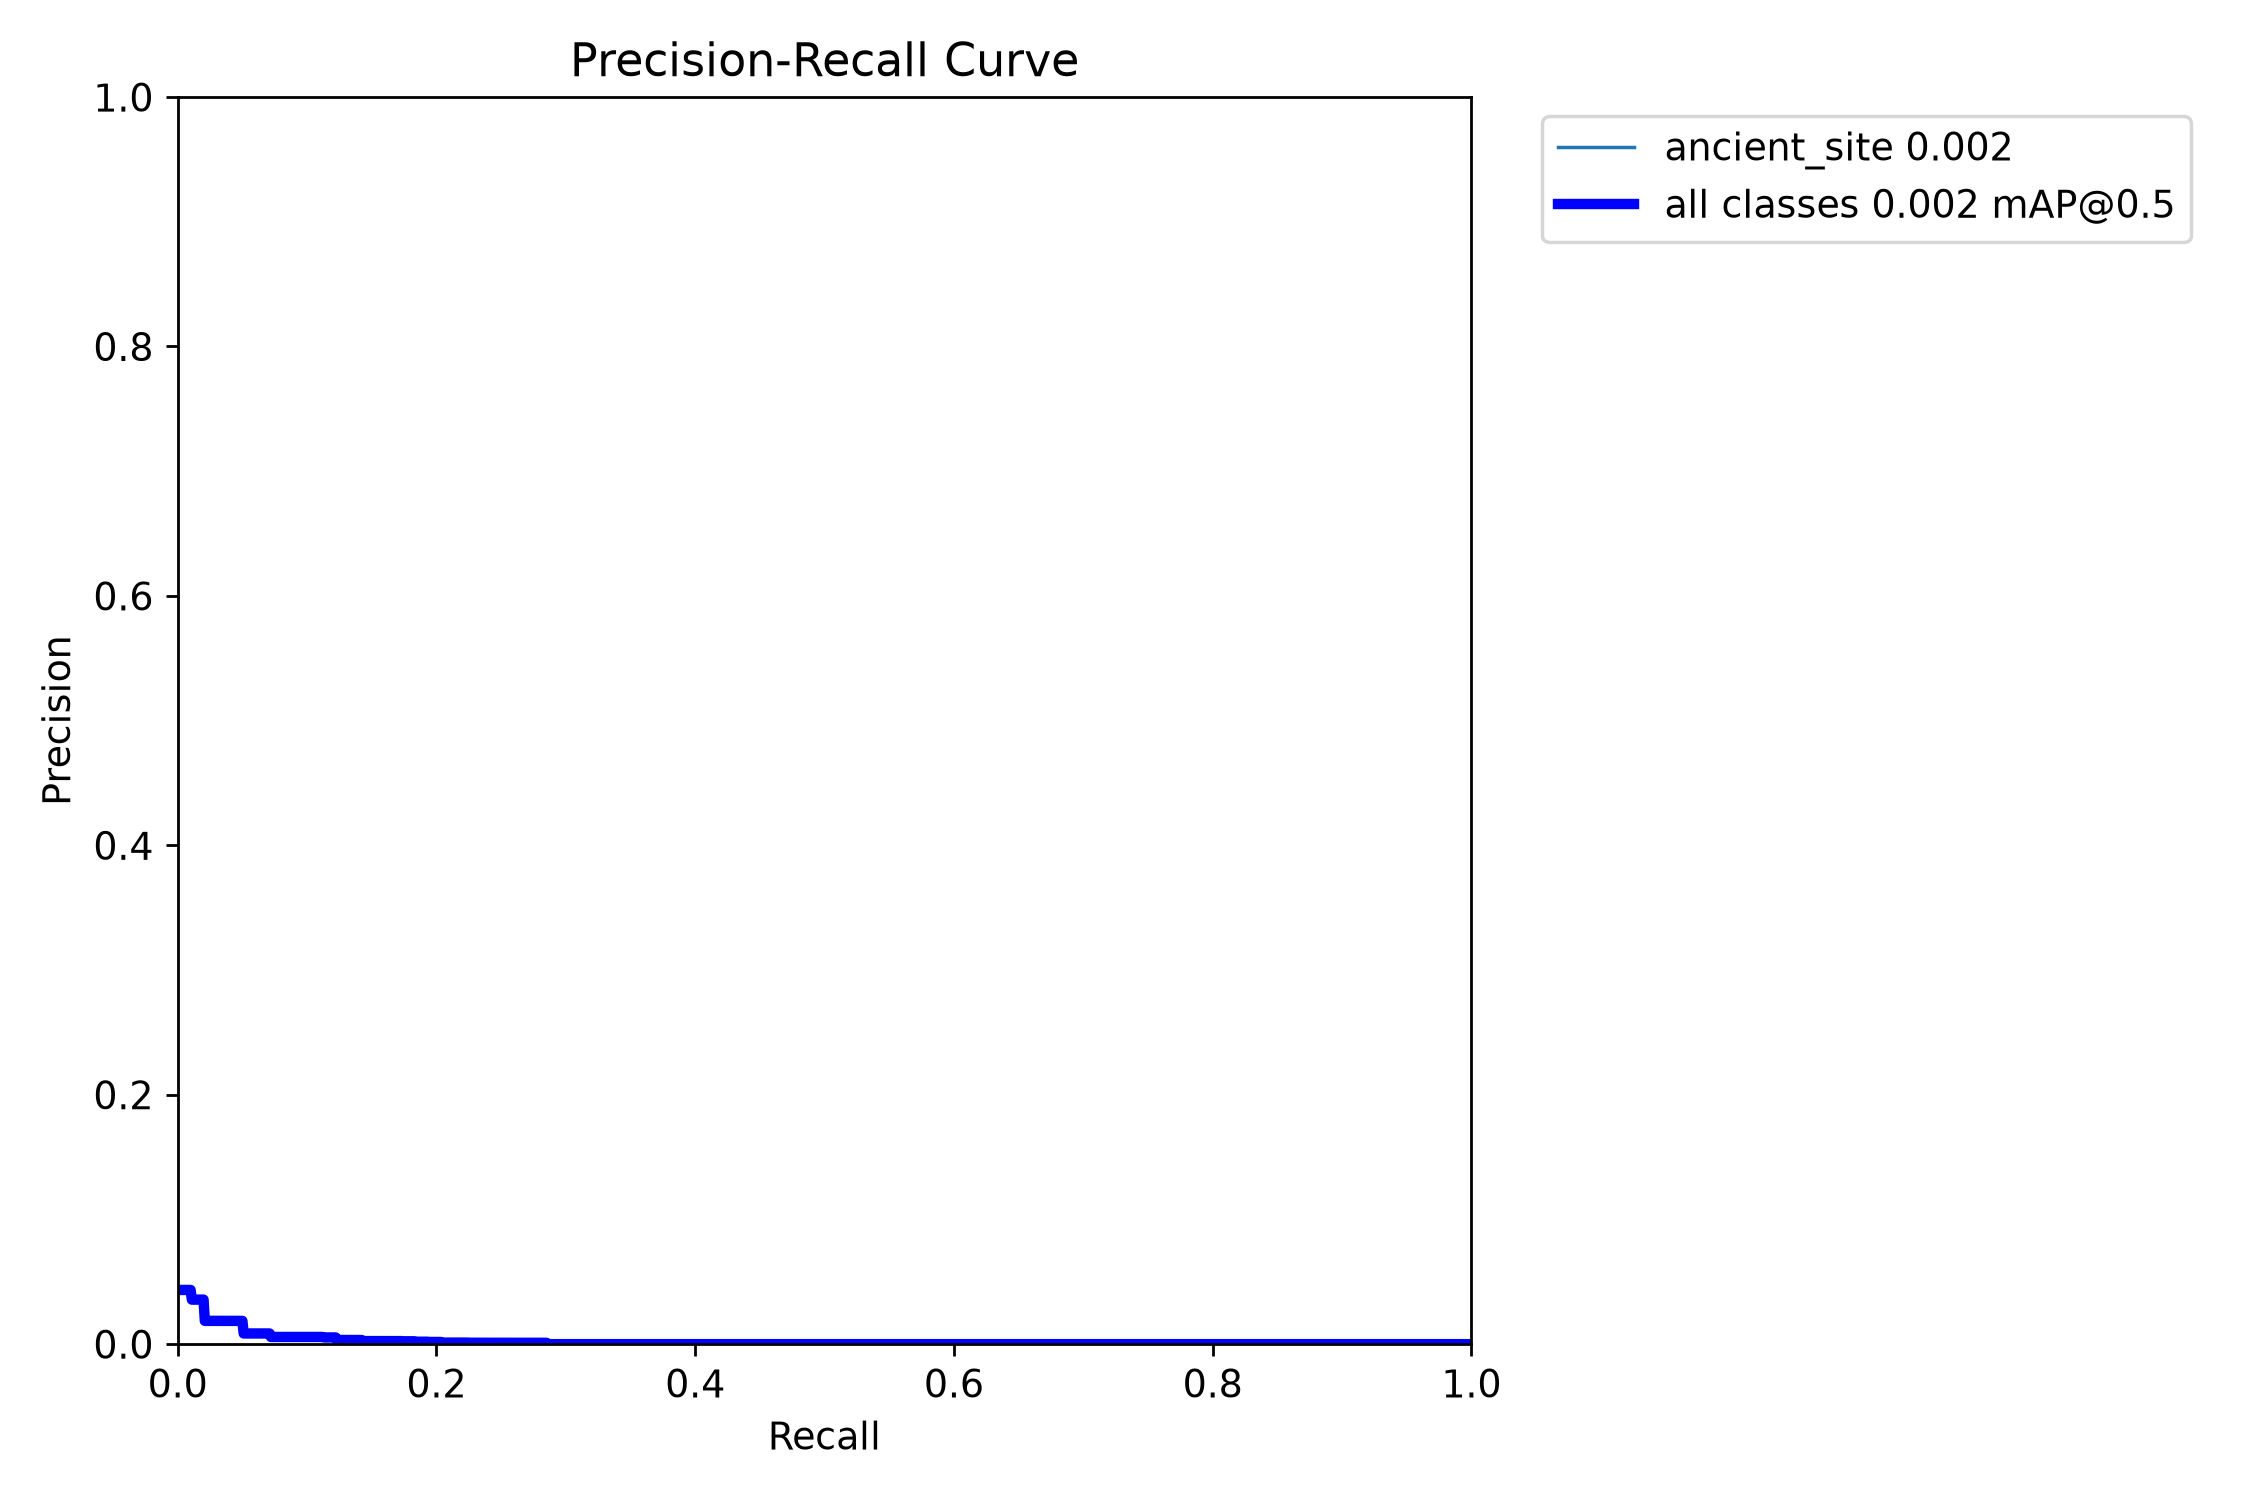 Precision-Recall Curve
1.0
0.8
0.6
0.4
0.2
0.0
Precision
0.0 0.2 0.4 0.6 0.8 1.0
Recall
ancient_site 0.002
all classes 0.002 mAP@0.5